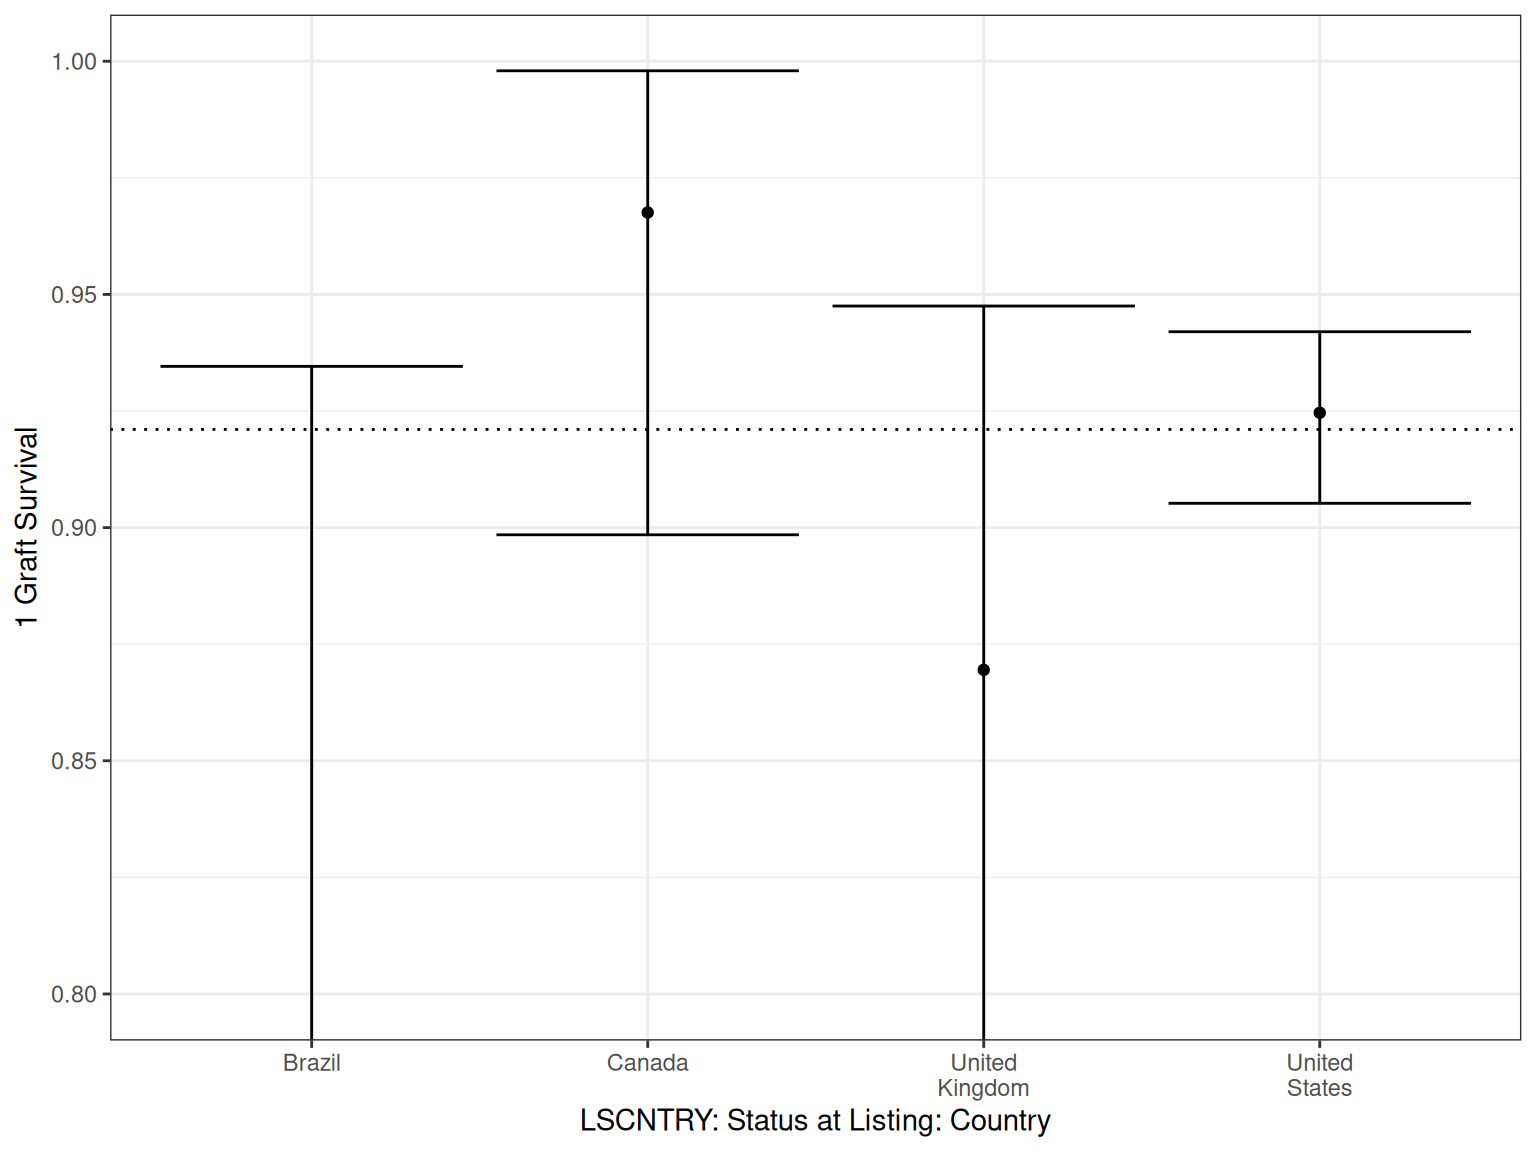 1.00
0.95
0.90
0.85
0.80
1 Graft Survival
Brazil
Canada
United
Kingdom
United
States
LSCNTRY: Status at Listing: Country